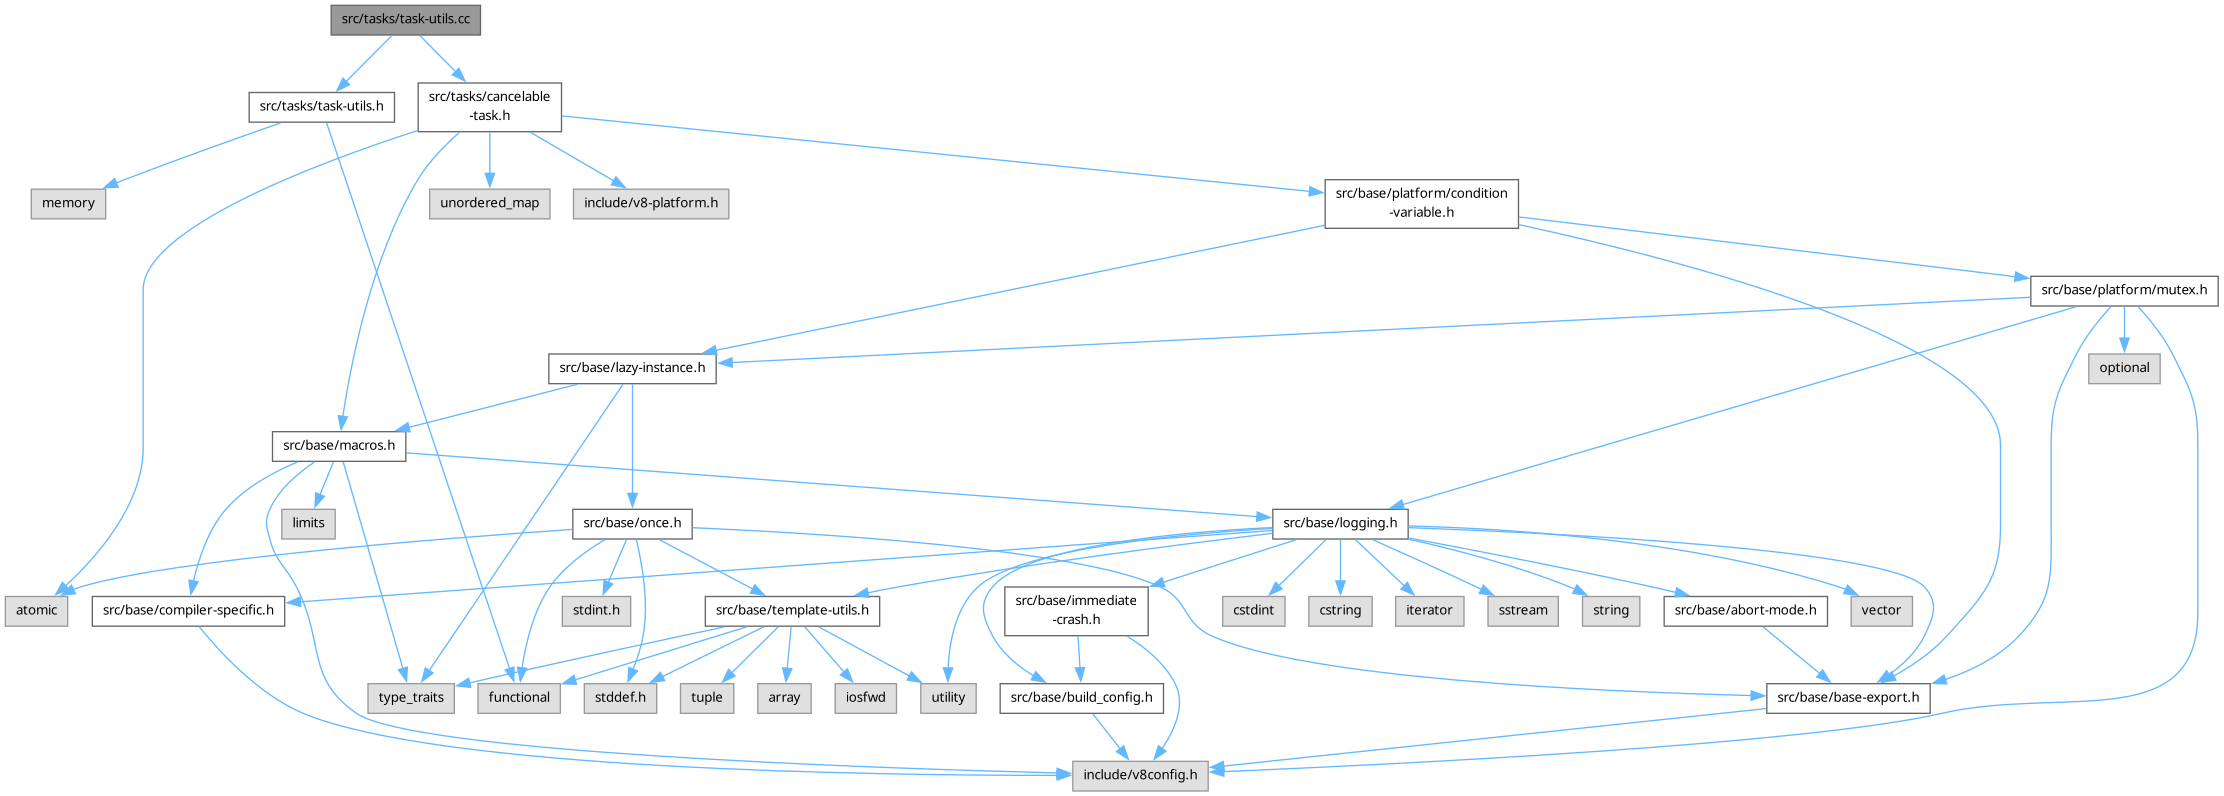 src/tasks/task-utils.cc
src/tasks/task-utils.h
src/tasks/cancelable
-task.h
memory
unordered_map
include/v8-platform.h
src/base/platform/condition
-variable.h
src/base/platform/mutex.h
src/base/lazy-instance.h
optional
src/base/macros.h
limits
src/base/once.h
src/base/logging.h
atomic
src/base/compiler-specific.h
stdint.h
src/base/template-utils.h
src/base/immediate
-crash.h
cstdint
cstring
iterator
sstream
string
src/base/abort-mode.h
vector
type_traits
functional
stddef.h
tuple
array
iosfwd
utility
src/base/build_config.h
src/base/base-export.h
include/v8config.h